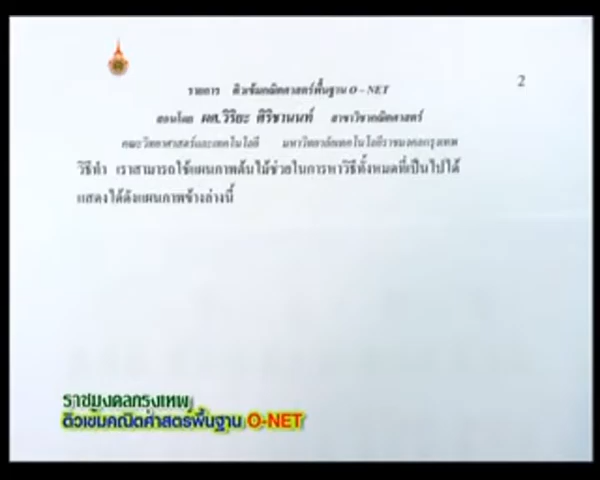 2
รายการ ติวเข้มคณิตศาสตร์พื้นฐาน O – NET
สอนโดย ผศ.วิริยะ ศิริชานนท์ สาขาวิชาคณิตศาสตร์
คณะวิทยาศาสตร์และเทคโนโลยี มหาวิทยาลัยเทคโนโลยีราชมงคลกรุงเทพ
วิธีทำ เราสามารถใช้แผนภาพต้นไม้ช่วยในการหาวิธีทั้งหมดที่เป็นไปได้
แสดงได้ดังแผนภาพข้างล่างนี้
ราชมงคลกรุงเทพ
ติวเข้มคณิตศาสตร์พื้นฐาน O-NET